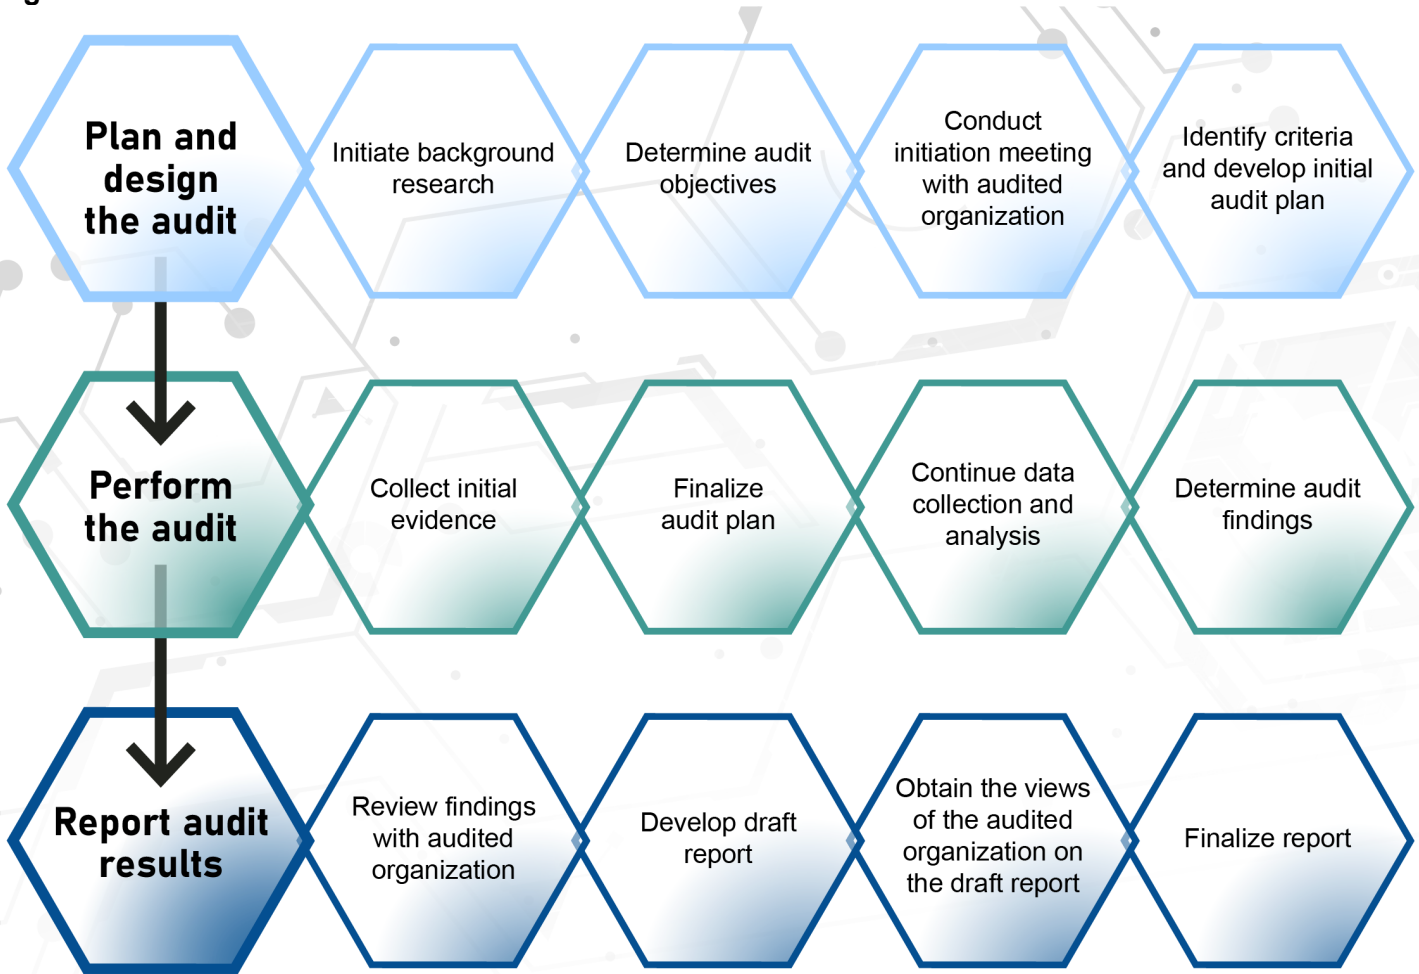 Plan and
design
the audit
Initiate background
research
Determine audit
objectives
Conduct
initiation meeting
with audited
organization
Identify criteria
and develop initial
audit plan
Perform
the audit
Collect initial
evidence
Finalize
audit plan
Continue data
collection and
analysis
Determine audit
findings
Report audit
results
Review findings
with audited
organization
Develop draft
report
Obtain the views
of the audited
organization on
the draft report
Finalize report